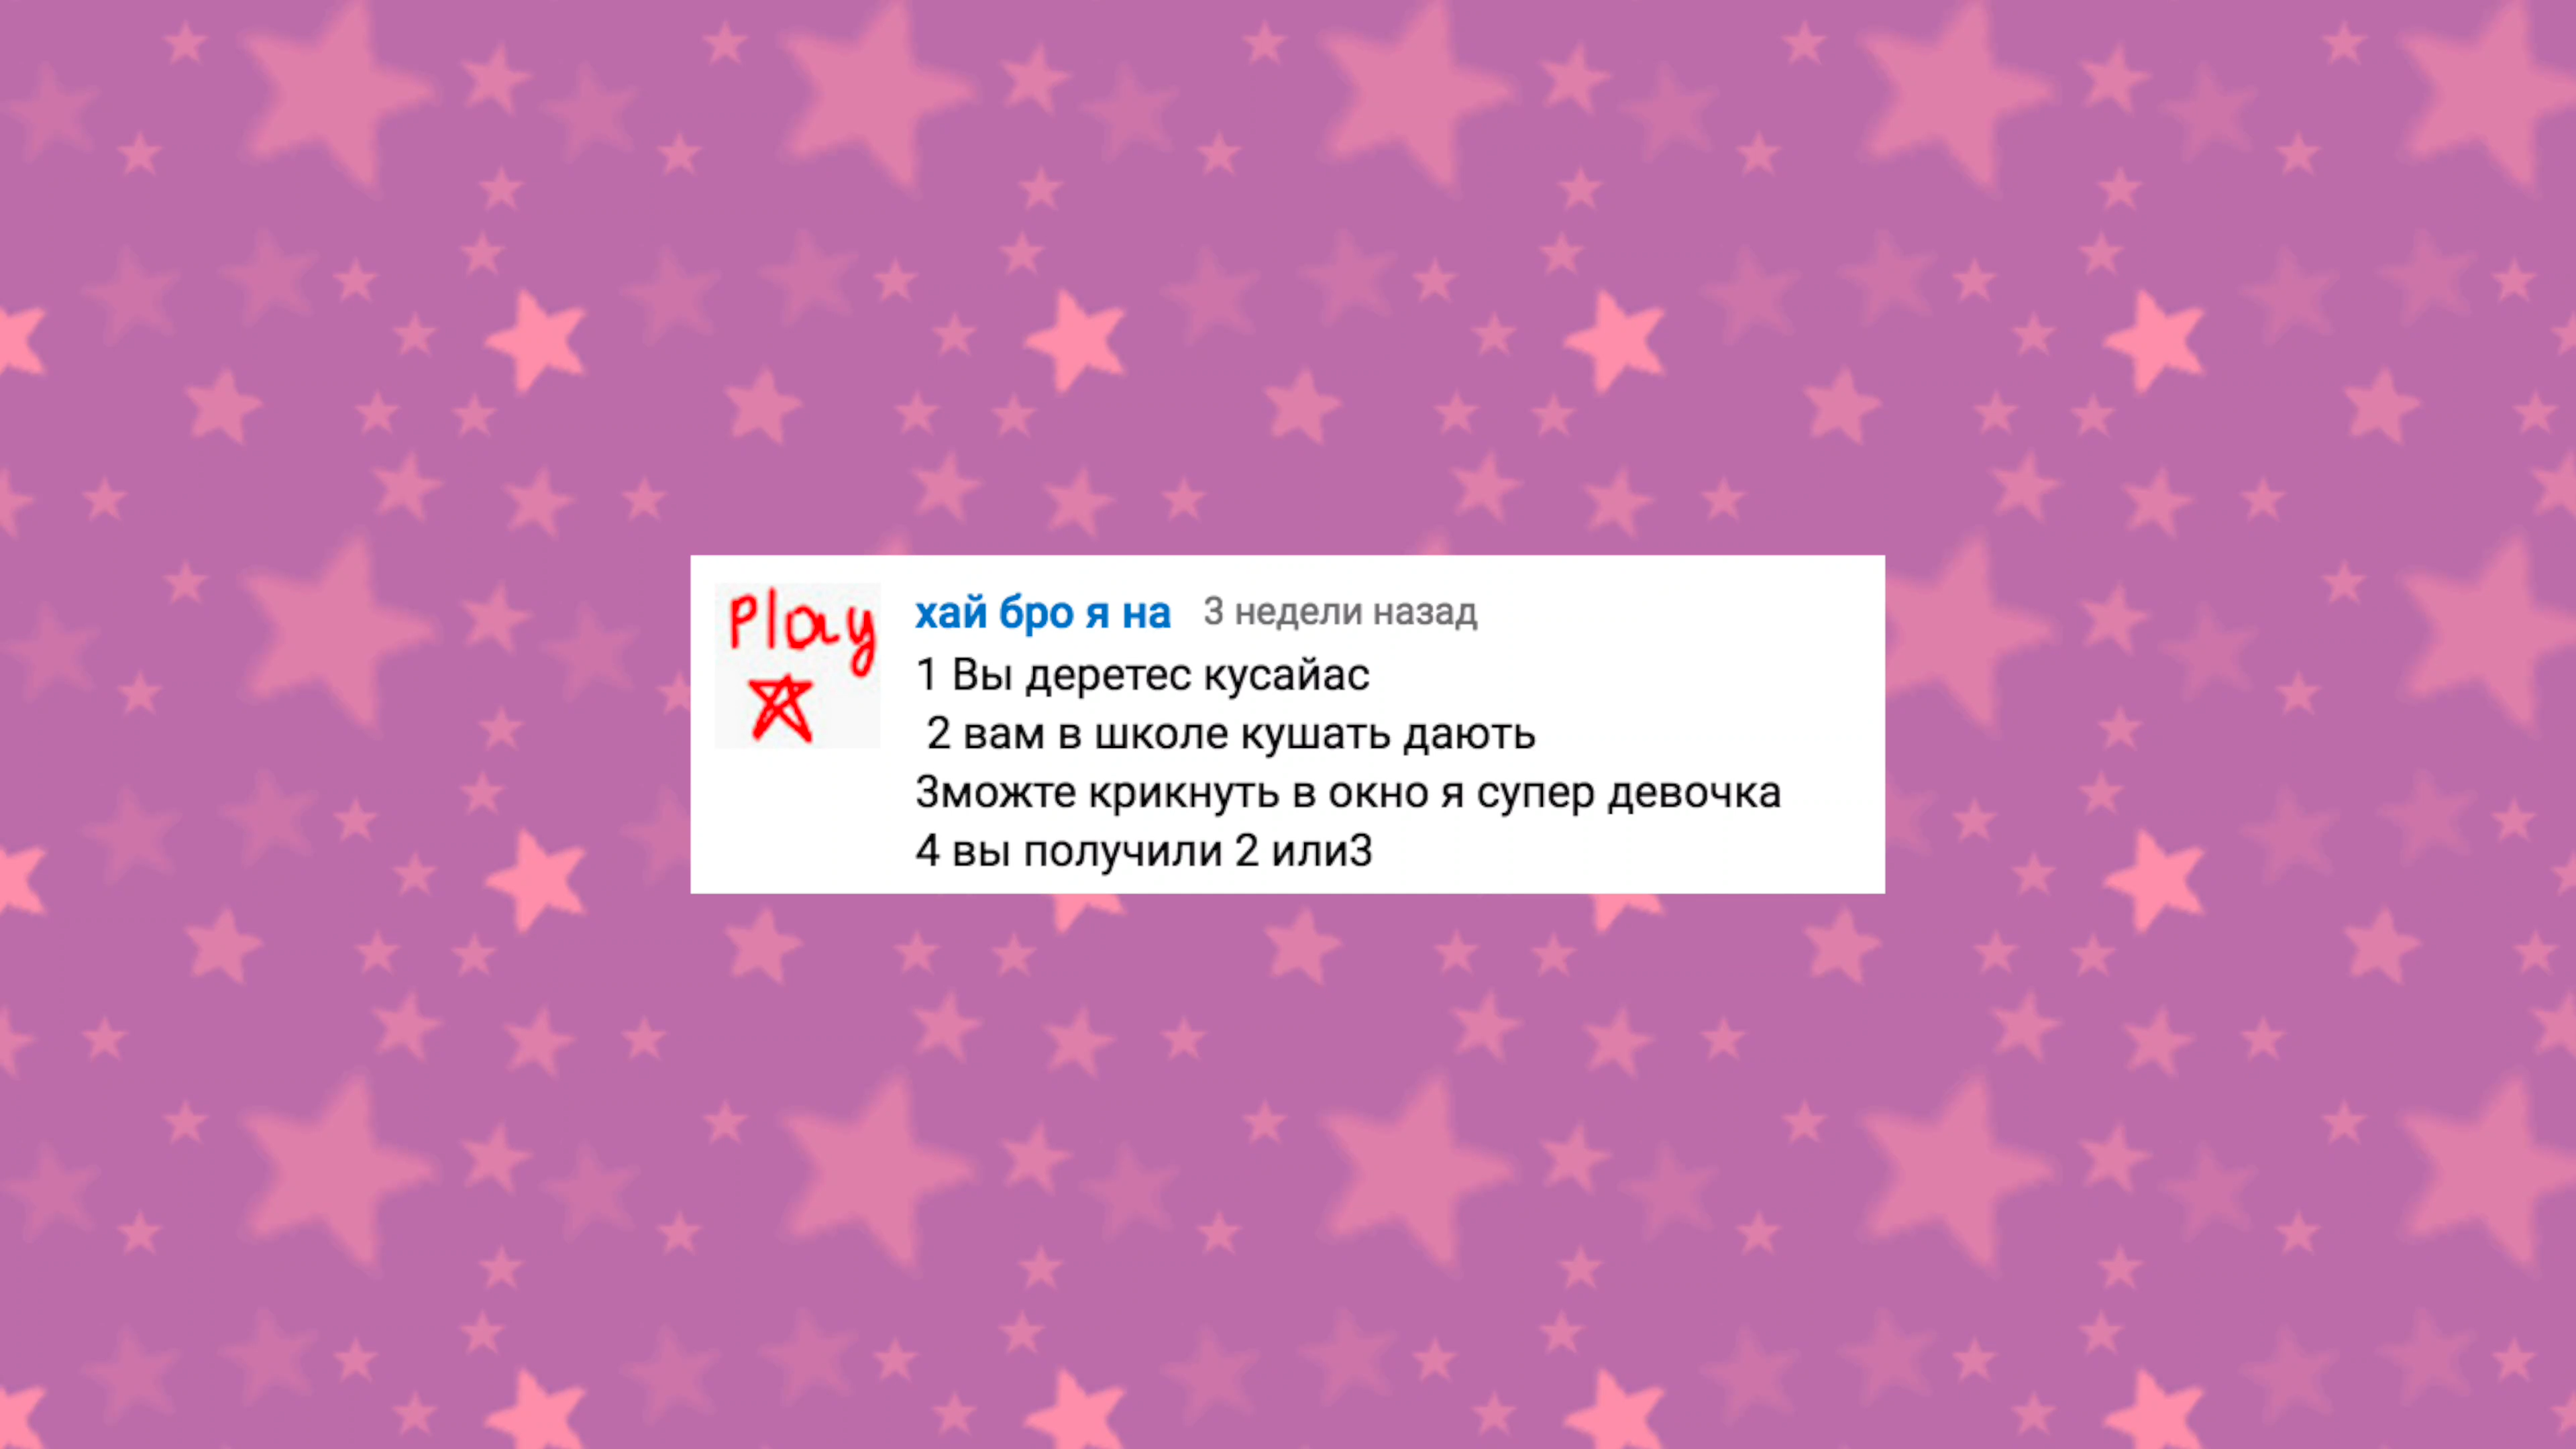 Play
хай бро я на 3 недели назад
1 Вы деретес кусайас
2 вам в школе кушать дають
3можте крикнуть в окно я супер девочка
4 вы получили 2 или3